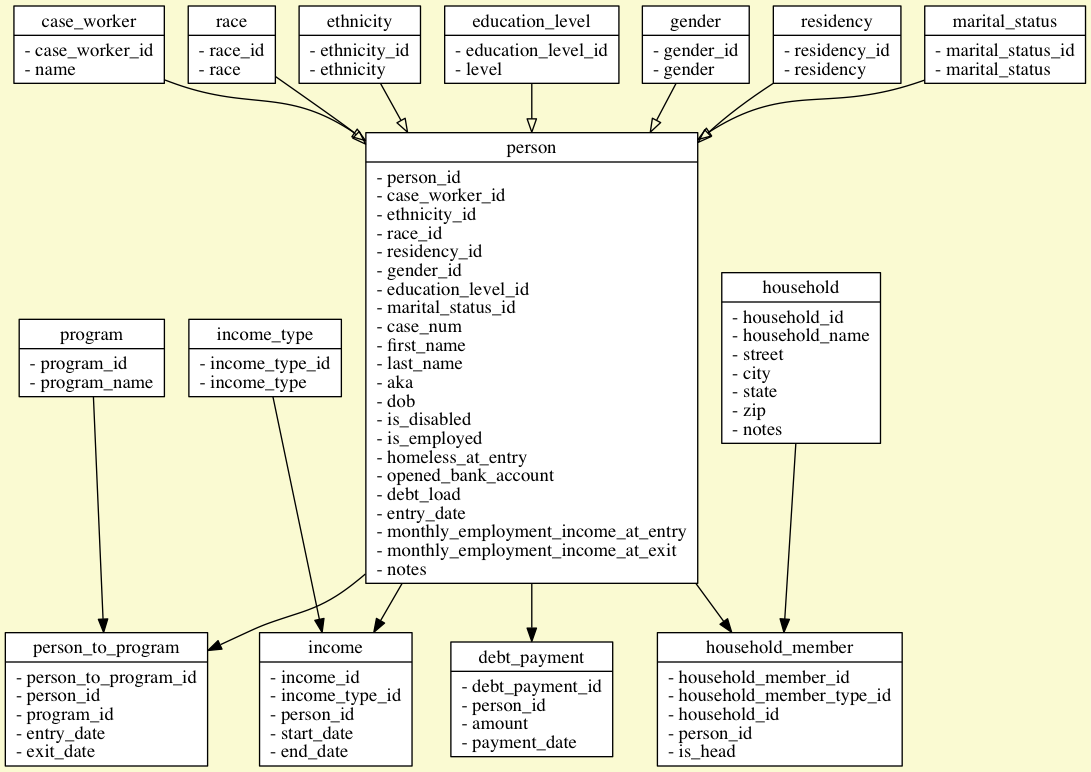 case_worker
- case_worker_id
- name
race
- race_id
- race
ethnicity
- ethnicity_id
- ethnicity
education_level
- education_level_id
- level
gender
- gender_id
- gender
residency
- residency_id
- residency
marital_status
- marital_status_id
- marital_status
person
- person_id
- case_worker_id
- ethnicity_id
- race_id
- residency_id
- gender_id
- education_level_id
- marital_status_id
- case_num
- first_name
- last_name
- aka
- dob
- is_disabled
- is_employed
- homeless_at_entry
- opened_bank_account
- debt_load
- entry_date
- monthly_employment_income_at_entry
- monthly_employment_income_at_exit
- notes
household
- household_id
- household_name
- street
- city
- state
- zip
- notes
program
- program_id
- program_name
income_type
- income_type_id
- income_type
person_to_program
- person_to_program_id
- person_id
- program_id
- entry_date
- exit_date
income
- income_id
- income_type_id
- person_id
- start_date
- end_date
debt_payment
- debt_payment_id
- person_id
- amount
- payment_date
household_member
- household_member_id
- household_member_type_id
- household_id
- person_id
- is_head